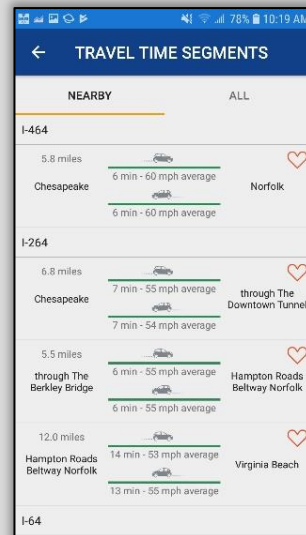 78% 10:19 AM
TRAVEL TIME SEGMENTS
NEARBY ALL
I-464
5.8 miles
Chesapeake
6 min - 60 mph average
6 min - 60 mph average
Norfolk
I-264
6.8 miles
Chesapeake
7 min - 55 mph average
7 min - 54 mph average
through The
Downtown Tunnel
5.5 miles
through The
Berkley Bridge
6 min - 55 mph average
6 min - 55 mph average
Hampton Roads
Beltway Norfolk
12.0 miles
Hampton Roads
Beltway Norfolk
14 min - 53 mph average
13 min - 55 mph average
Virginia Beach
I-64